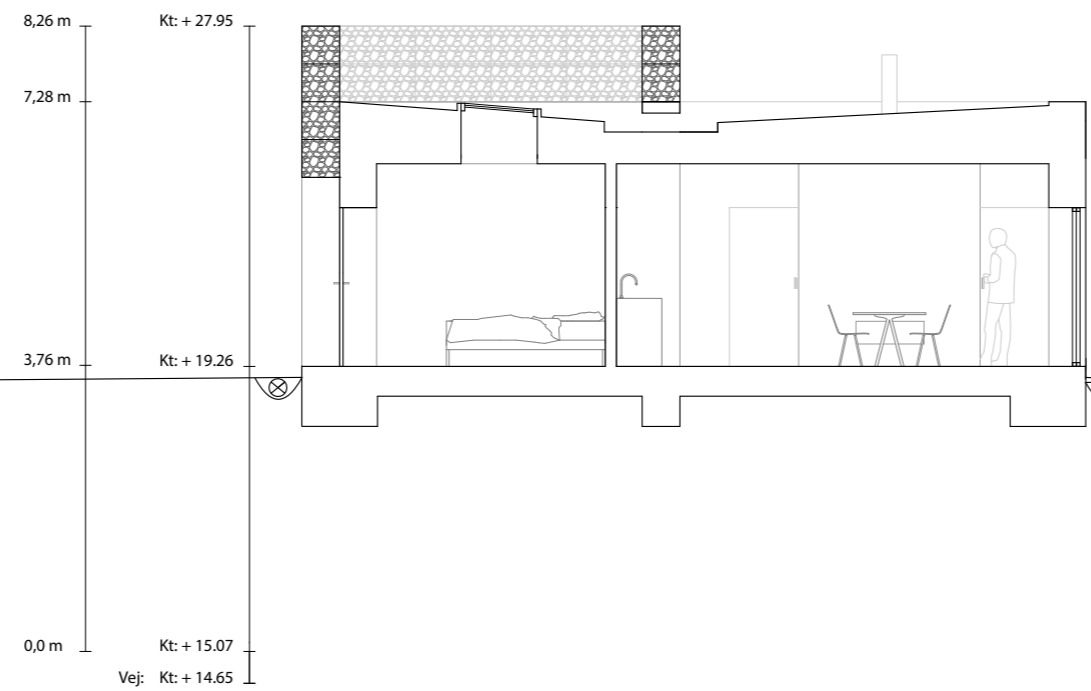 8,26 m Kt: + 27.95
7,28 m
3,76 m Kt: + 19.26
0,0 m Kt: + 15.07
Vej: Kt: + 14.65